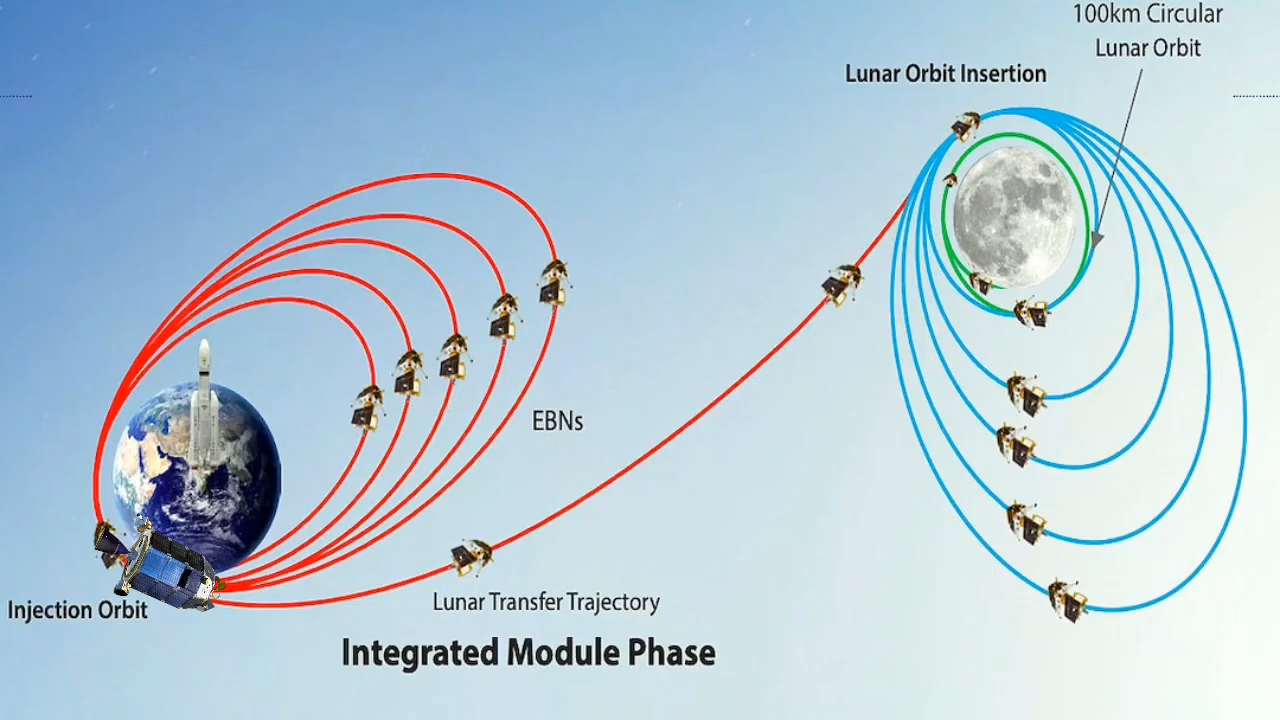 100km Circular
Lunar Orbit
Lunar Orbit Insertion
EBNs
Injection Orbit
Lunar Transfer Trajectory
Integrated Module Phase